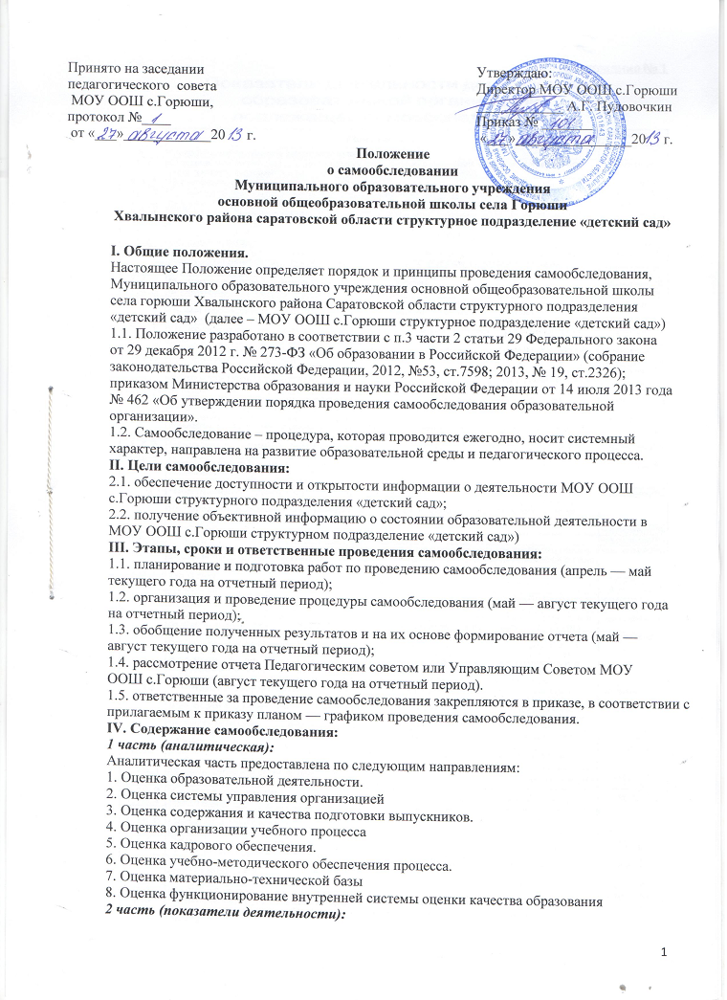 Принято на заседании
педагогического совета
МОУ ООШ с.Горюши,
протокол № 1
от « 27 » августа 20 13 г.
Утверждаю:
Директор МОУ ООШ с.Горюши
А.Г. Пудовочкин
Приказ № 101
« 27 » августа 2013 г.
Положение
о самообследовании
Муниципального образовательного учреждения
основной общеобразовательной школы села Горюши
Хвалынского района саратовской области структурное подразделение «детский сад»
I. Общие положения.
Настоящее Положение определяет порядок и принципы проведения самообследования,
Муниципального образовательного учреждения основной общеобразовательной школы
села горюши Хвалынского района Саратовской области структурного подразделения
«детский сад» (далее – МОУ ООШ с.Горюши структурное подразделение «детский сад»)
1.1. Положение разработано в соответствии с п.3 части 2 статьи 29 Федерального закона
от 29 декабря 2012 г. № 273-ФЗ «Об образовании в Российской Федерации» (собрание
законодательства Российской Федерации, 2012, №53, ст.7598; 2013, № 19, ст.2326);
приказом Министерства образования и науки Российской Федерации от 14 июля 2013 года
№ 462 «Об утверждении порядка проведения самообследования образовательной
организации».
1.2. Самообследование – процедура, которая проводится ежегодно, носит системный
характер, направлена на развитие образовательной среды и педагогического процесса.
II. Цели самообследования:
2.1. обеспечение доступности и открытости информации о деятельности МОУ ООШ
с.Горюши структурного подразделения «детский сад»;
2.2. получение объективной информацию о состоянии образовательной деятельности в
МОУ ООШ с.Горюши структурном подразделение «детский сад»)
III. Этапы, сроки и ответственные проведения самообследования:
1.1. планирование и подготовка работ по проведению самообследования (апрель — май
текущего года на отчетный период);
1.2. организация и проведение процедуры самообследования (май — август текущего года
на отчетный период);
1.3. обобщение полученных результатов и на их основе формирование отчета (май —
август текущего года на отчетный период);
1.4. рассмотрение отчета Педагогическим советом или Управляющим Советом МОУ
ООШ с.Горюши (август текущего года на отчетный период).
1.5. ответственные за проведение самообследования закрепляются в приказе, в соответствии с
прилагаемым к приказу планом — графиком проведения самообследования.
IV. Содержание самообследования:
1 часть (аналитическая):
Аналитическая часть предоставлена по следующим направлениям:
1. Оценка образовательной деятельности.
2. Оценка системы управления организацией
3. Оценка содержания и качества подготовки выпускников.
4. Оценка организации учебного процесса
5. Оценка кадрового обеспечения.
6. Оценка учебно-методического обеспечения процесса.
7. Оценка материально-технической базы
8. Оценка функционирование внутренней системы оценки качества образования
2 часть (показатели деятельности):
1